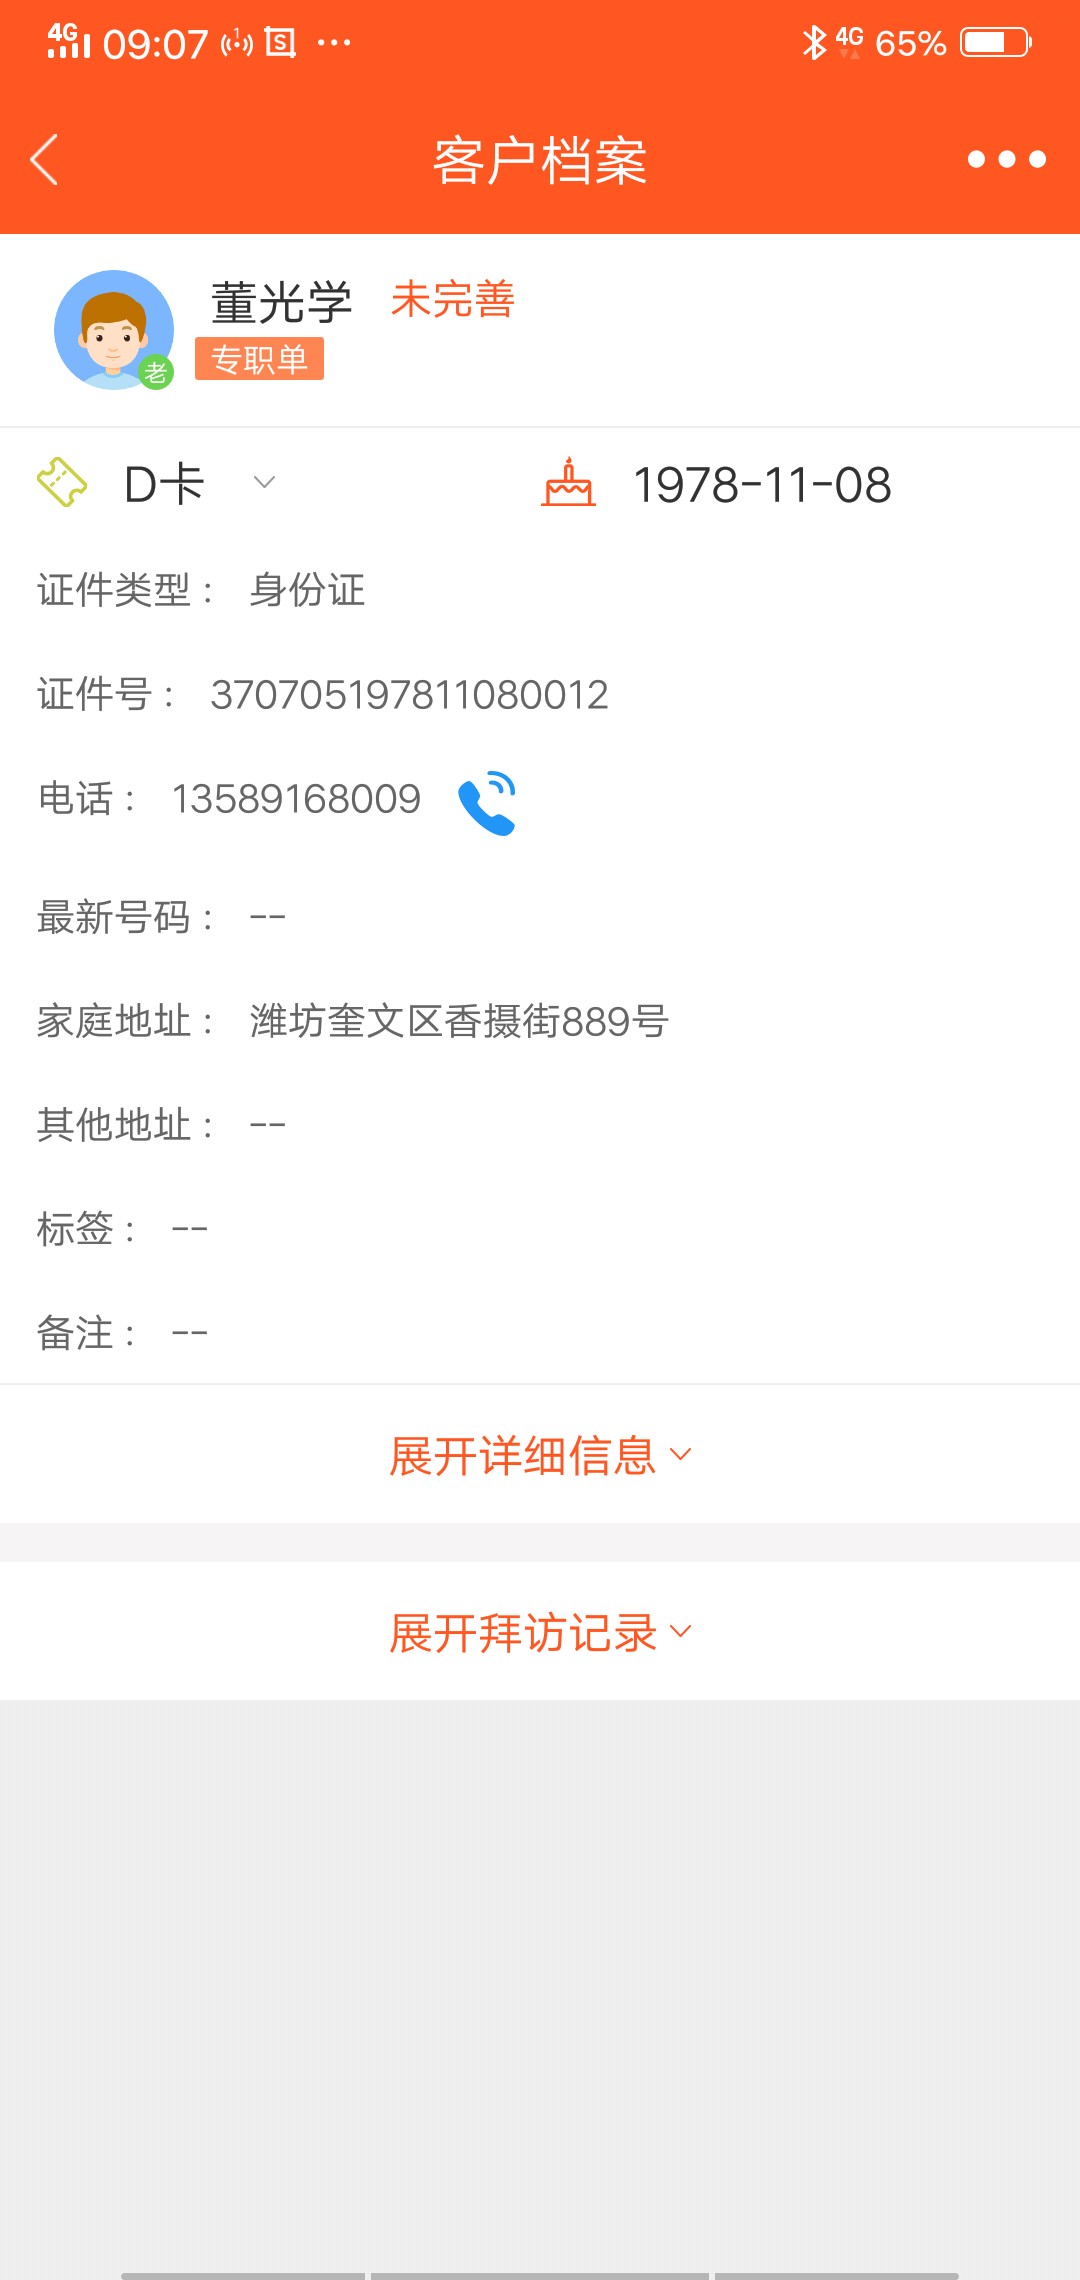 4G 09:07 ... 4G 65%
客户档案
董光学 未完善
专职单
老
D卡 1978-11-08
证件类型： 身份证
证件号： 370705197811080012
电话： 13589168009
最新号码： --
家庭地址： 潍坊奎文区香摄街889号
其他地址： --
标签： --
备注： --
展开详细信息
展开拜访记录